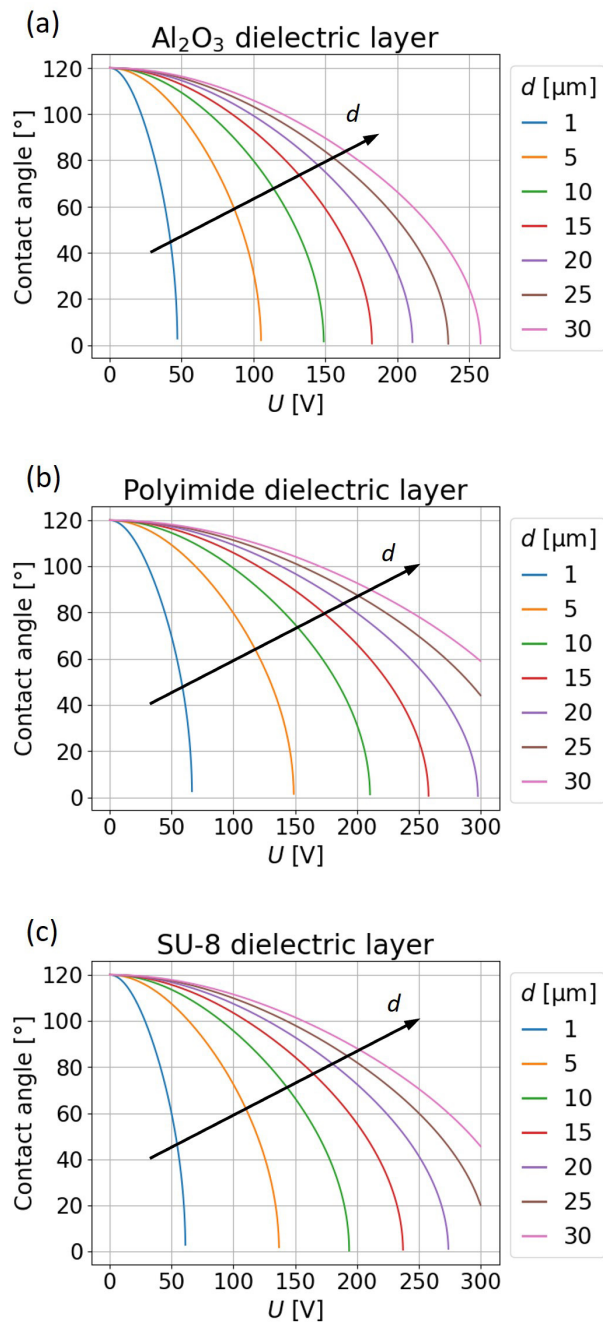 (a)
Al₂O₃ dielectric layer
120
100
80
60
40
20
0
Contact angle [°]
0 50 100 150 200 250
U [V]
d
d [μm]
1
5
10
15
20
25
30
(b)
Polyimide dielectric layer
120
100
80
60
40
20
0
Contact angle [°]
0 50 100 150 200 250 300
U [V]
d
d [μm]
1
5
10
15
20
25
30
(c)
SU-8 dielectric layer
120
100
80
60
40
20
0
Contact angle [°]
0 50 100 150 200 250 300
U [V]
d
d [μm]
1
5
10
15
20
25
30